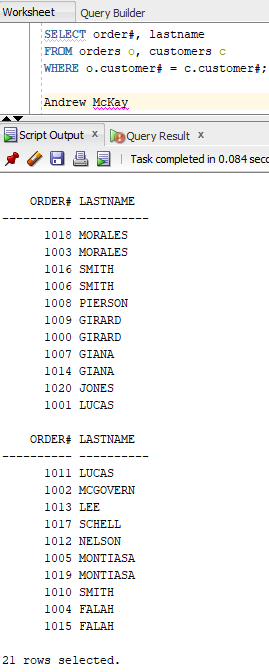 Worksheet Query Builder
SELECT order#, lastname
FROM orders o, customers c
WHERE o.customer# = c.customer#;
Andrew McKay
Script Output x Query Result x
Task completed in 0.084 seco
ORDER# LASTNAME
---------- ----------
1018 MORALES
1003 MORALES
1016 SMITH
1006 SMITH
1008 PIERSON
1009 GIRARD
1000 GIRARD
1007 GIANA
1014 GIANA
1020 JONES
1001 LUCAS
ORDER# LASTNAME
---------- ----------
1011 LUCAS
1002 MCGOVERN
1013 LEE
1017 SCHELL
1012 NELSON
1005 MONTIASA
1019 MONTIASA
1010 SMITH
1004 FALAH
1015 FALAH
21 rows selected.